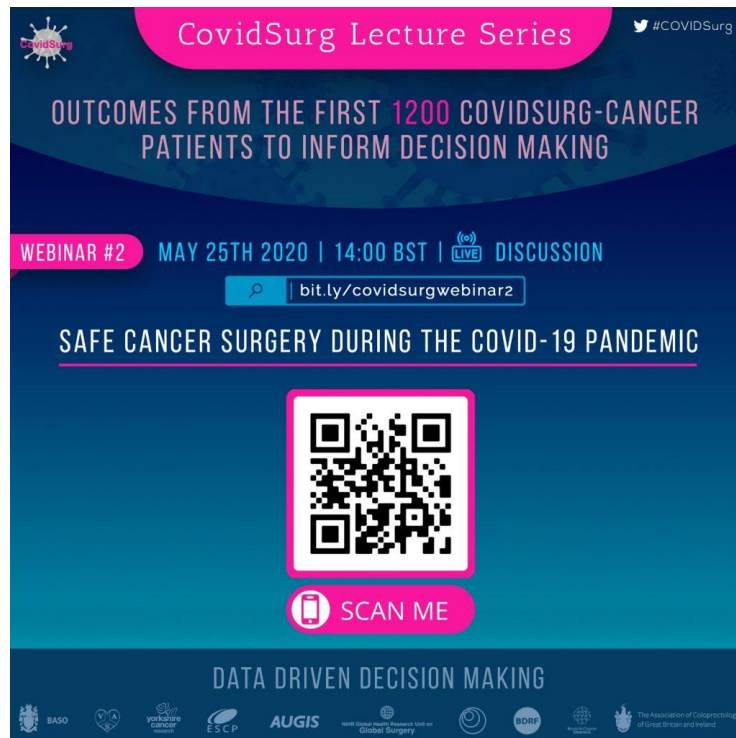 CovidSurg
CovidSurg Lecture Series
#COVIDSurg
OUTCOMES FROM THE FIRST 1200 COVIDSURG-CANCER
PATIENTS TO INFORM DECISION MAKING
WEBINAR #2
MAY 25TH 2020 | 14:00 BST | LIVE DISCUSSION
bit.ly/covidsurgwebinar2
SAFE CANCER SURGERY DURING THE COVID-19 PANDEMIC
SCAN ME
DATA DRIVEN DECISION MAKING
BASO
yorkshire
cancer
research
ESCP
AUGIS
NIHR Global Health Research Unit on
Global Surgery
BDRF
The Association of Coloproctolog
of Great Britain and Ireland